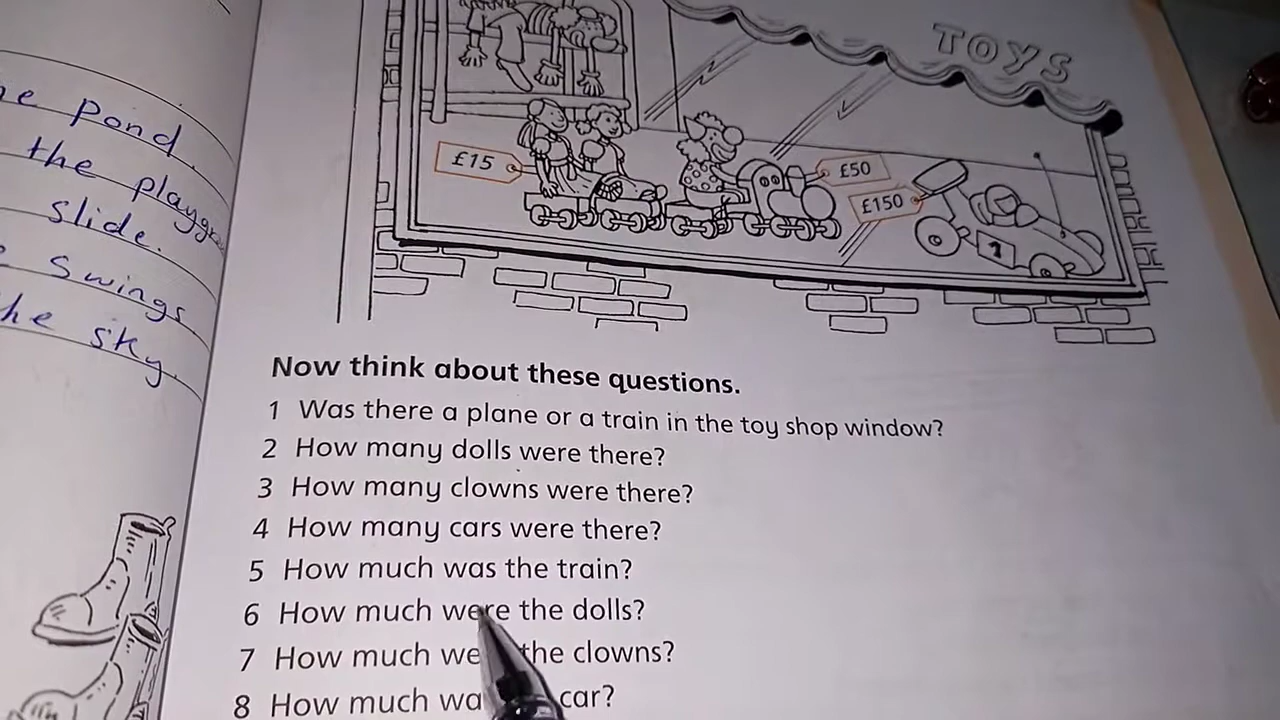 he pond
the playg
slide.
swings
he sky.
TOYS
£15
£50
£150
1
Now think about these questions.
1 Was there a plane or a train in the toy shop window?
2 How many dolls were there?
3 How many clowns were there?
4 How many cars were there?
5 How much was the train?
6 How much were the dolls?
7 How much we the clowns?
8 How much wa car?